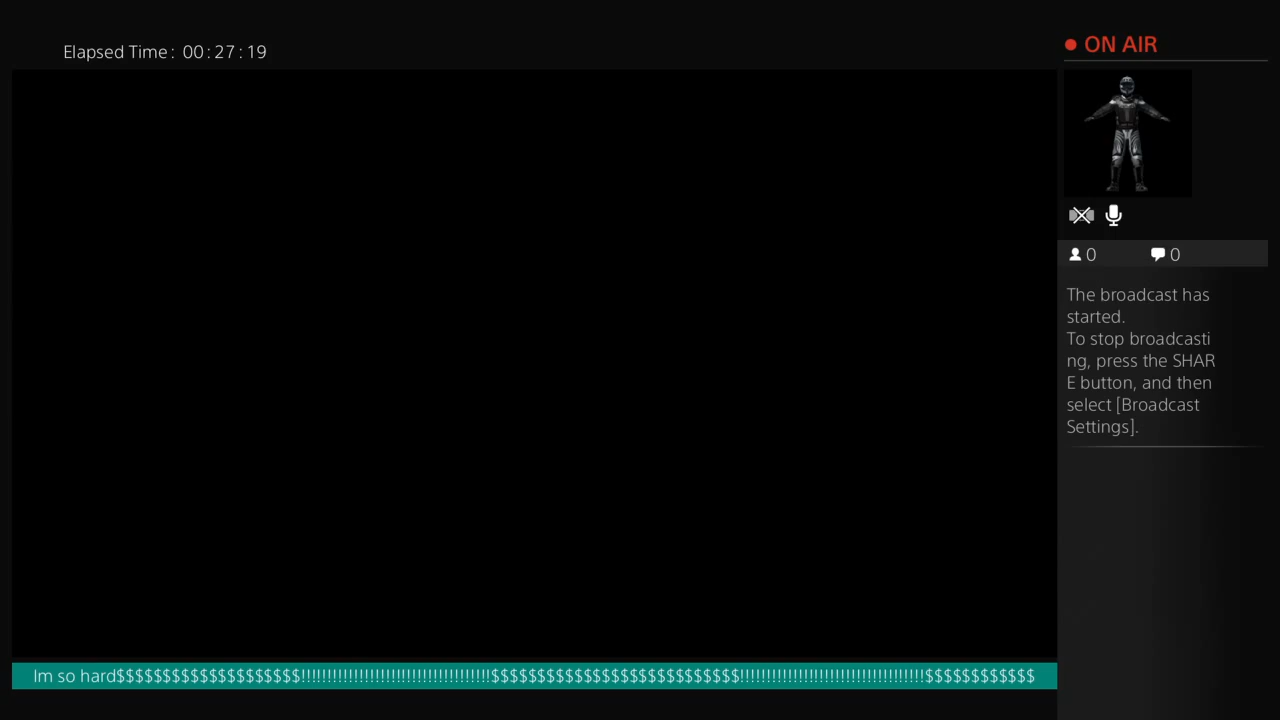 Elapsed Time: 00:27:19
ON AIR
0 0
The broadcast has
started.
To stop broadcasti
ng, press the SHAR
E button, and then
select [Broadcast
Settings].
Im so hard$$$$$$$$$$$$$$$$$$$$!!!!!!!!!!!!!!!!!!!!!!!!!!!!!!!!!!!!!$$$$$$$$$$$$$$$$$$$$$$$$$$$!!!!!!!!!!!!!!!!!!!!!!!!!!!!!!!!!!!!$$$$$$$$$$$$